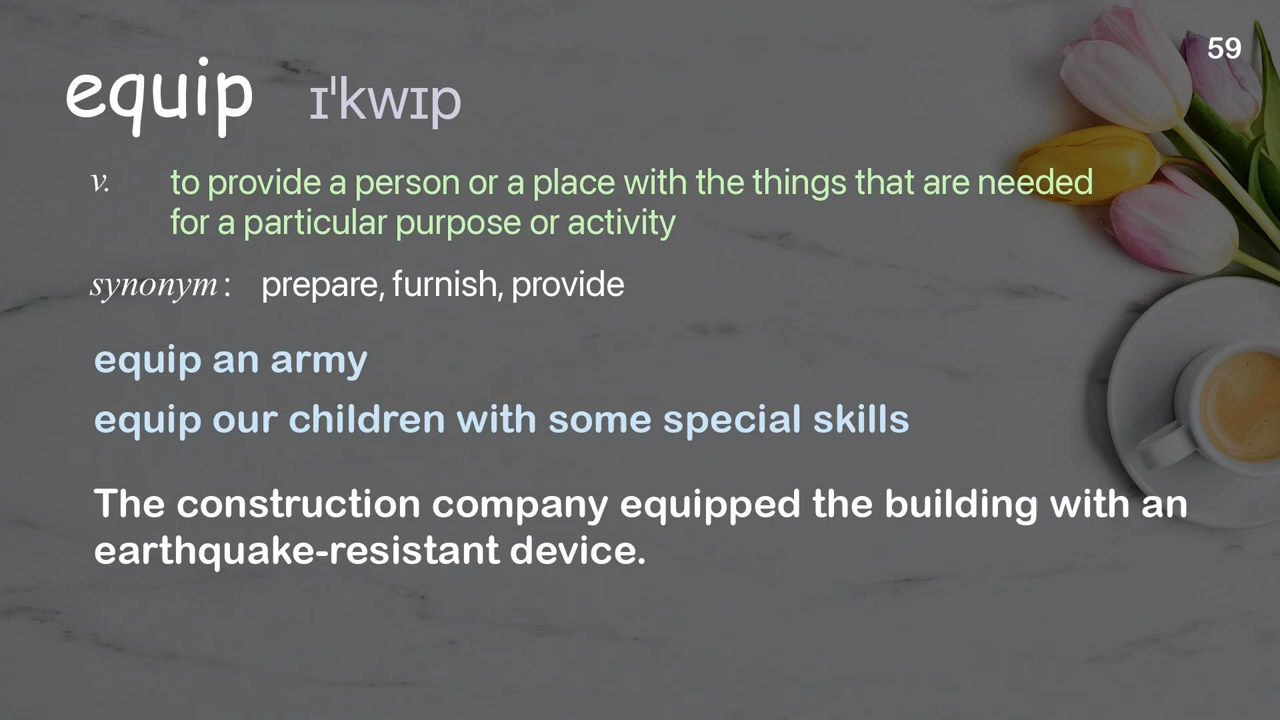 59
equip ɪˈkwɪp
v. to provide a person or a place with the things that are needed
for a particular purpose or activity
synonym: prepare, furnish, provide
equip an army
equip our children with some special skills
The construction company equipped the building with an
earthquake-resistant device.